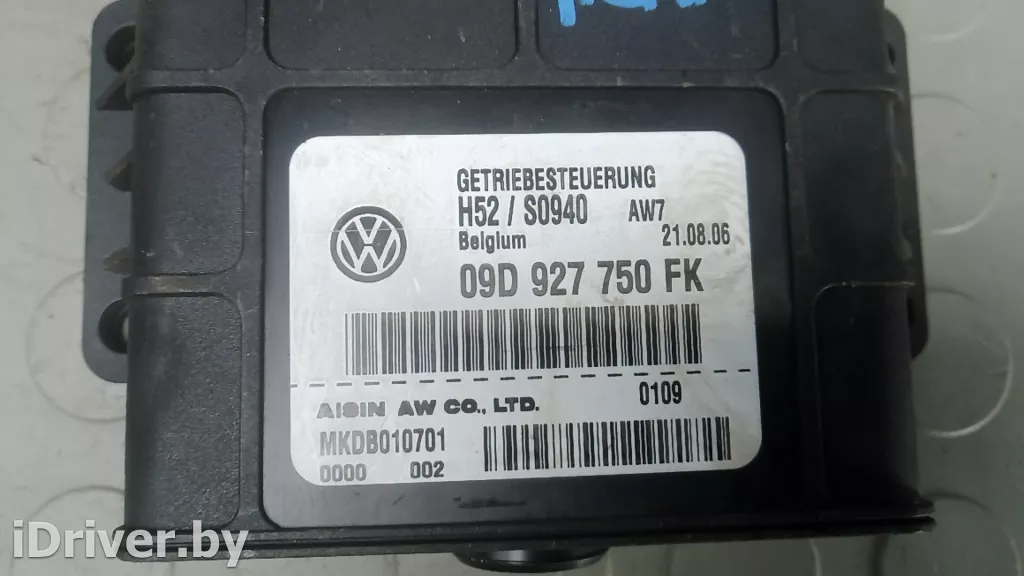 GETRIEBESTEUERUNG
H52 / S0940 AW7
Belgium 21.08.06
09D 927 750 FK
AISIN AW CO., LTD. 0109
MKDB010701
0000 002
iDriver.by